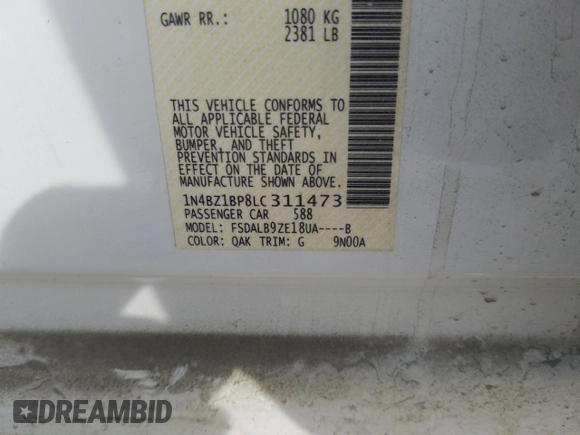 GAWR RR.: 1080 KG
2381 LB
THIS VEHICLE CONFORMS TO
ALL APPLICABLE FEDERAL
MOTOR VEHICLE SAFETY,
BUMPER, AND THEFT
PREVENTION STANDARDS IN
EFFECT ON THE DATE OF
MANUFACTURE SHOWN ABOVE.
1N4BZ1BP8LC311473
PASSENGER CAR 588
MODEL: FSDALB9ZE18UA----B
COLOR: QAK TRIM: G 9N00A
DREAMBID